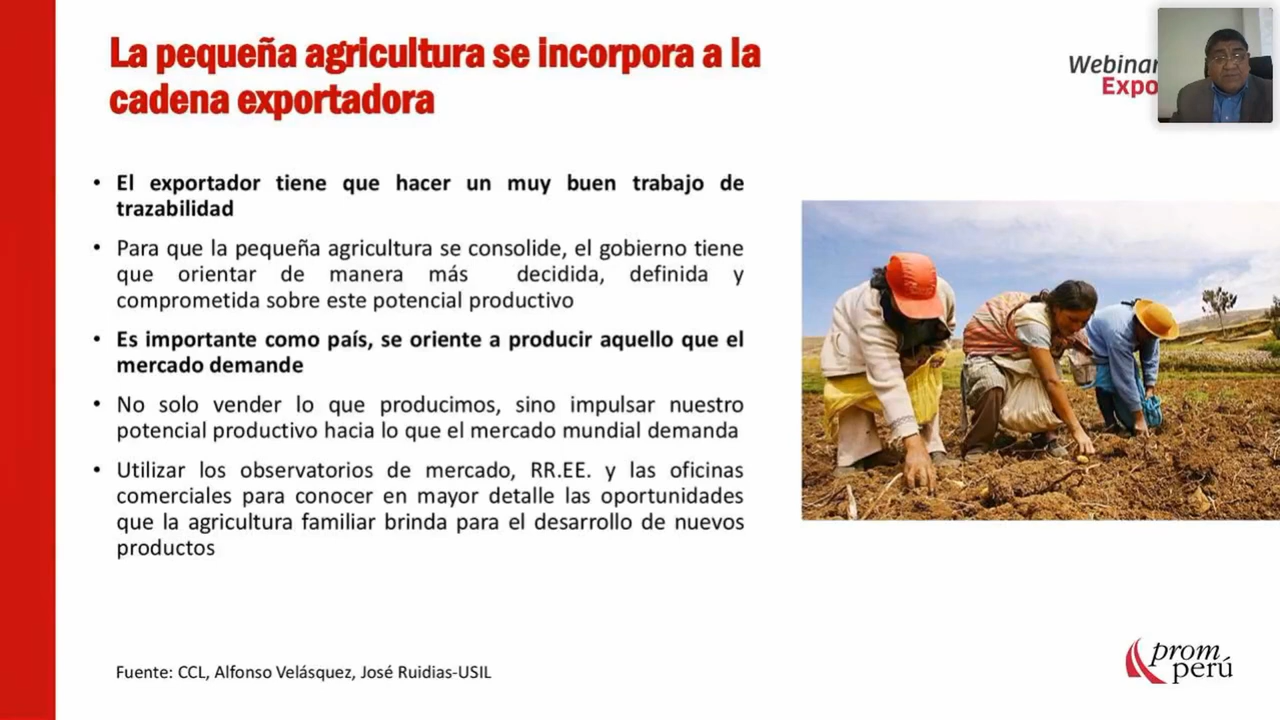 La pequeña agricultura se incorpora a la
cadena exportadora
Webinar
Expo
• El exportador tiene que hacer un muy buen trabajo de
trazabilidad
• Para que la pequeña agricultura se consolide, el gobierno tiene
que orientar de manera más decidida, definida y
comprometida sobre este potencial productivo
• Es importante como país, se oriente a producir aquello que el
mercado demande
• No solo vender lo que producimos, sino impulsar nuestro
potencial productivo hacia lo que el mercado mundial demanda
• Utilizar los observatorios de mercado, RR.EE. y las oficinas
comerciales para conocer en mayor detalle las oportunidades
que la agricultura familiar brinda para el desarrollo de nuevos
productos
Fuente: CCL, Alfonso Velásquez, José Ruidias-USIL
prom
perú